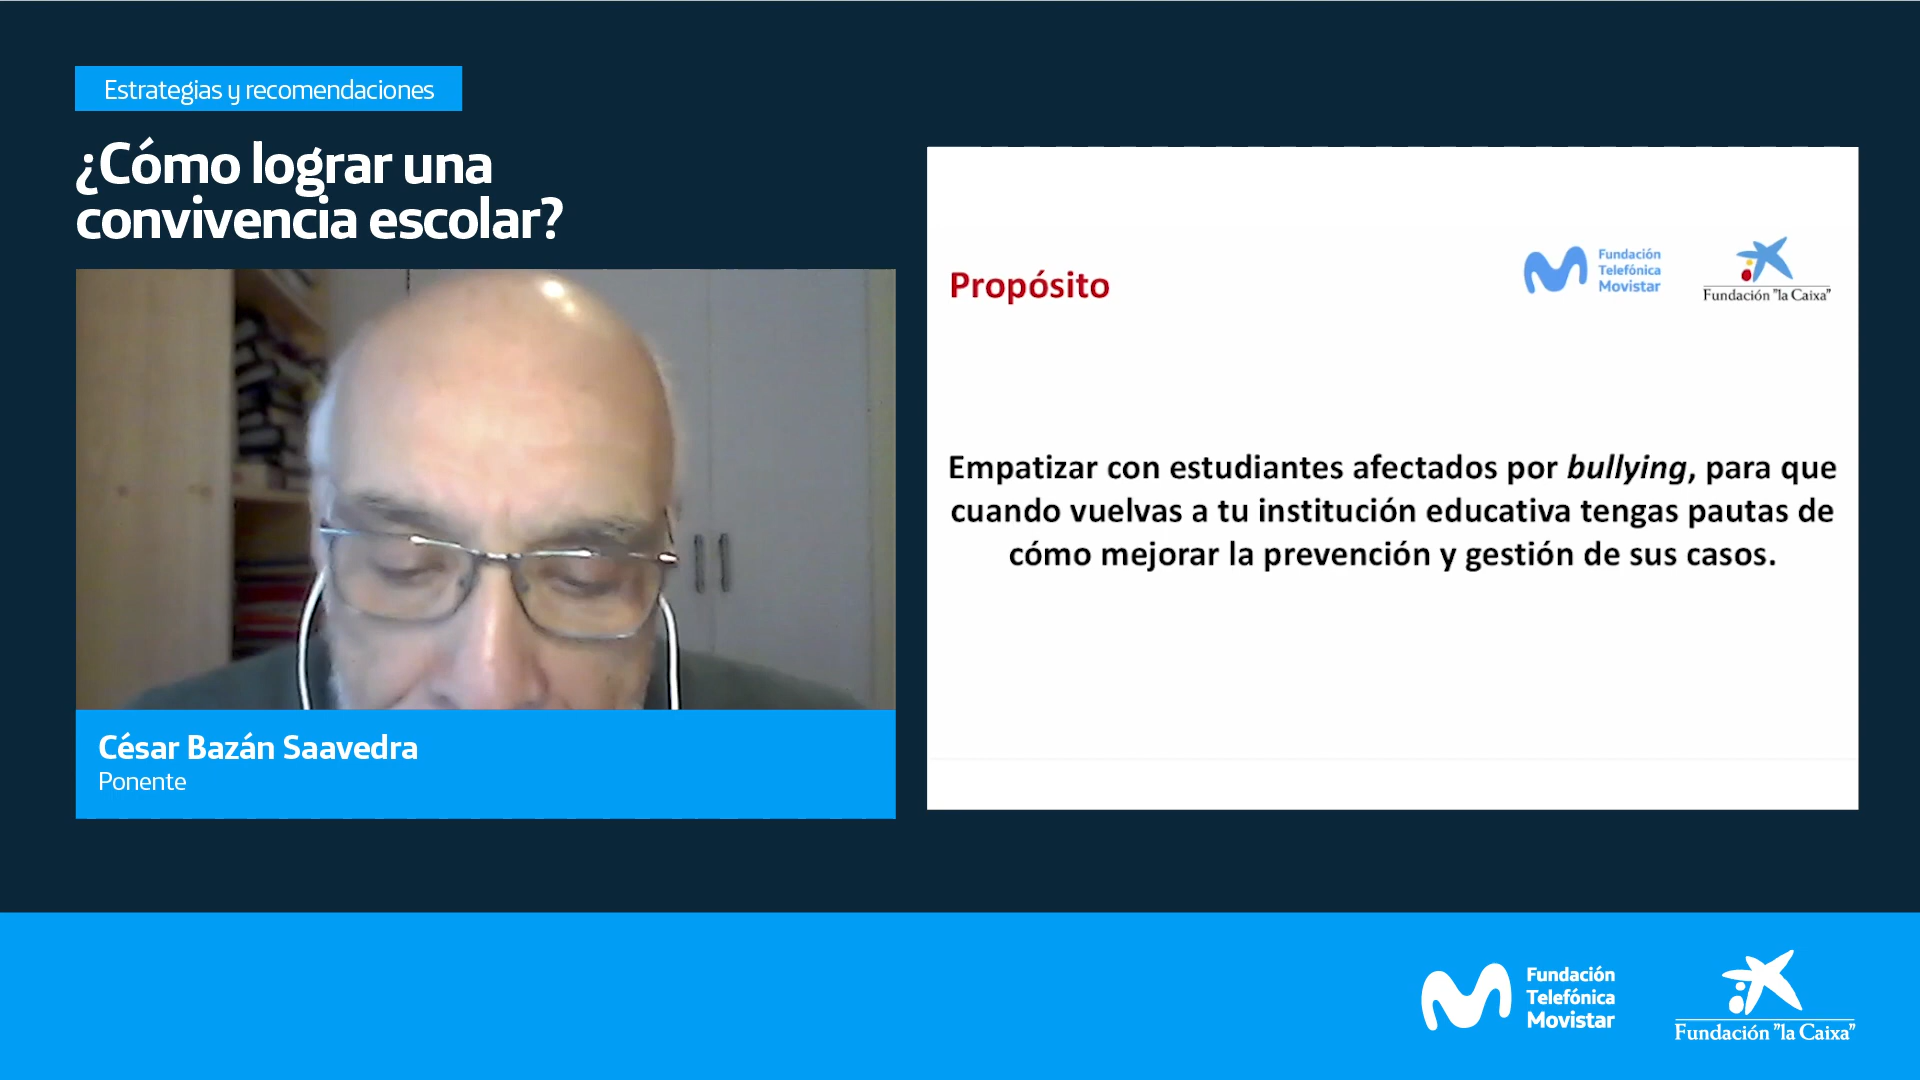 Estrategias y recomendaciones
¿Cómo lograr una
convivencia escolar?
César Bazán Saavedra
Ponente
Propósito
Fundación
Telefónica
Movistar
Fundación "la Caixa"
Empatizar con estudiantes afectados por bullying, para que
cuando vuelvas a tu institución educativa tengas pautas de
cómo mejorar la prevención y gestión de sus casos.
Fundación
Telefónica
Movistar
Fundación "la Caixa"